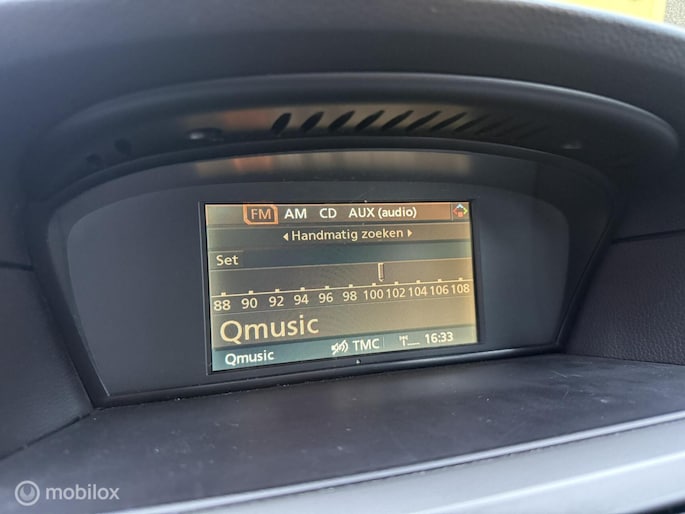 FM AM CD AUX (audio)
Handmatig zoeken
Set
88 90 92 94 96 98 100 102 104 106 108
Qmusic
Qmusic TMC 16:33
mobilox